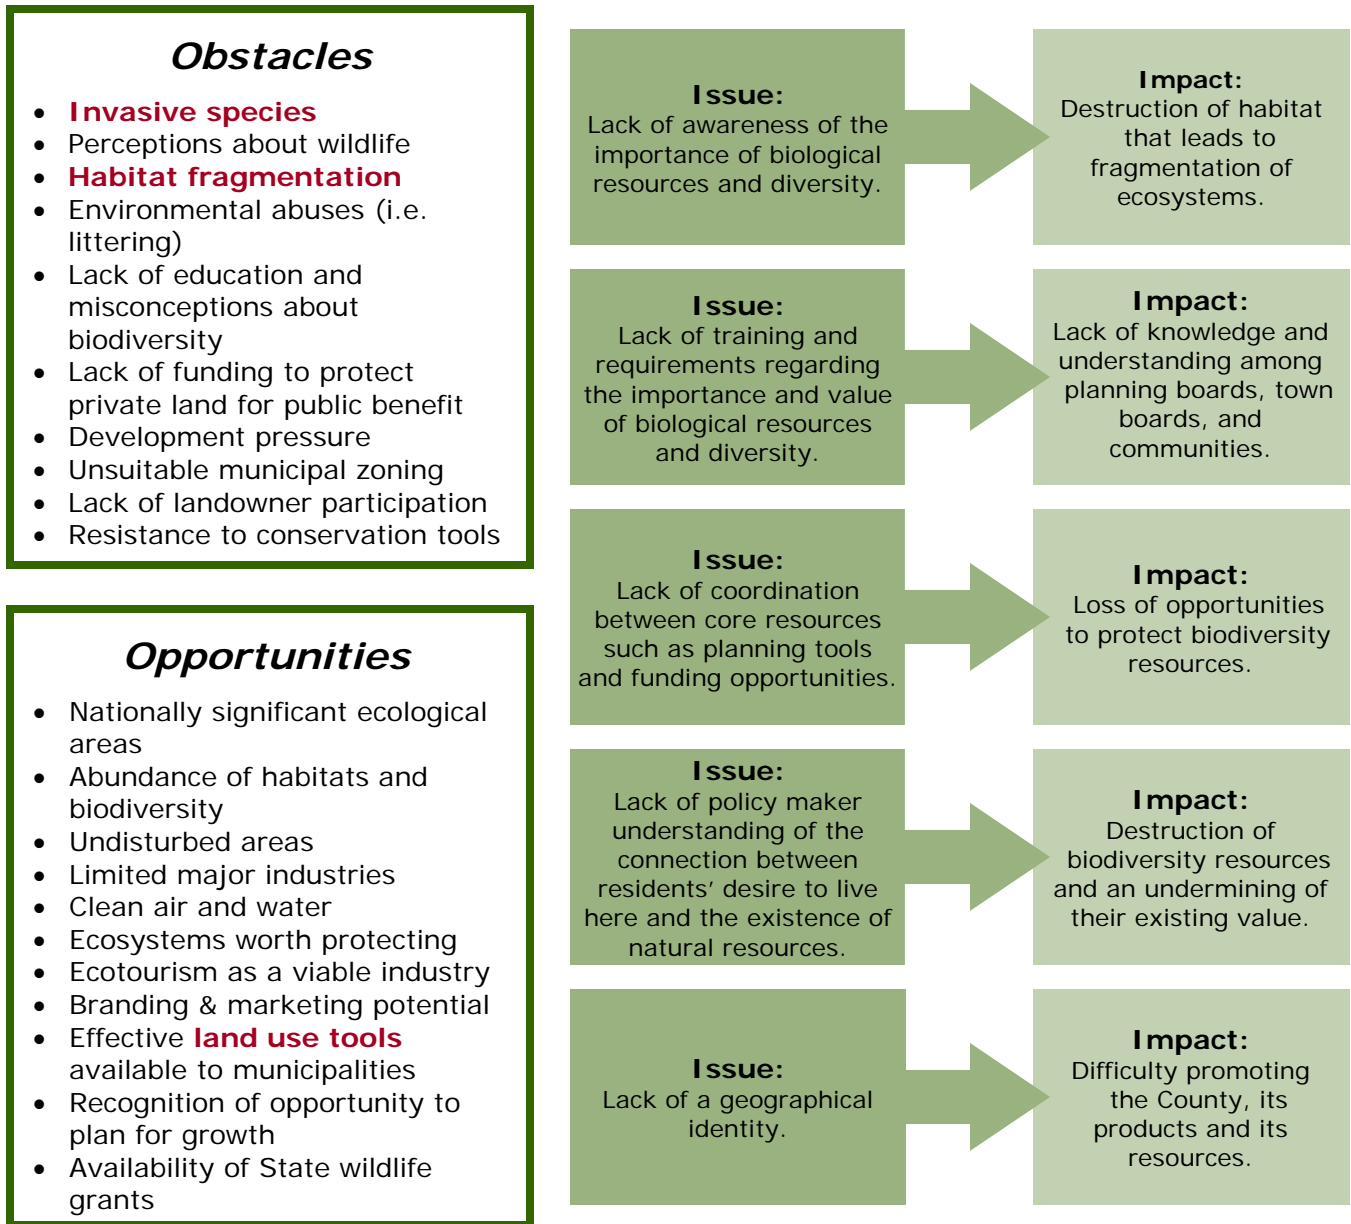 Obstacles
• Invasive species
• Perceptions about wildlife
• Habitat fragmentation
• Environmental abuses (i.e.
littering)
• Lack of education and
misconceptions about
biodiversity
• Lack of funding to protect
private land for public benefit
• Development pressure
• Unsuitable municipal zoning
• Lack of landowner participation
• Resistance to conservation tools
Opportunities
• Nationally significant ecological
areas
• Abundance of habitats and
biodiversity
• Undisturbed areas
• Limited major industries
• Clean air and water
• Ecosystems worth protecting
• Ecotourism as a viable industry
• Branding & marketing potential
• Effective land use tools
available to municipalities
• Recognition of opportunity to
plan for growth
• Availability of State wildlife
grants
Issue:
Lack of awareness of the
importance of biological
resources and diversity.
Impact:
Destruction of habitat
that leads to
fragmentation of
ecosystems.
Issue:
Lack of training and
requirements regarding
the importance and value
of biological resources
and diversity.
Impact:
Lack of knowledge and
understanding among
planning boards, town
boards, and
communities.
Issue:
Lack of coordination
between core resources
such as planning tools
and funding opportunities.
Impact:
Loss of opportunities
to protect biodiversity
resources.
Issue:
Lack of policy maker
understanding of the
connection between
residents’ desire to live
here and the existence of
natural resources.
Impact:
Destruction of
biodiversity resources
and an undermining of
their existing value.
Issue:
Lack of a geographical
identity.
Impact:
Difficulty promoting
the County, its
products and its
resources.